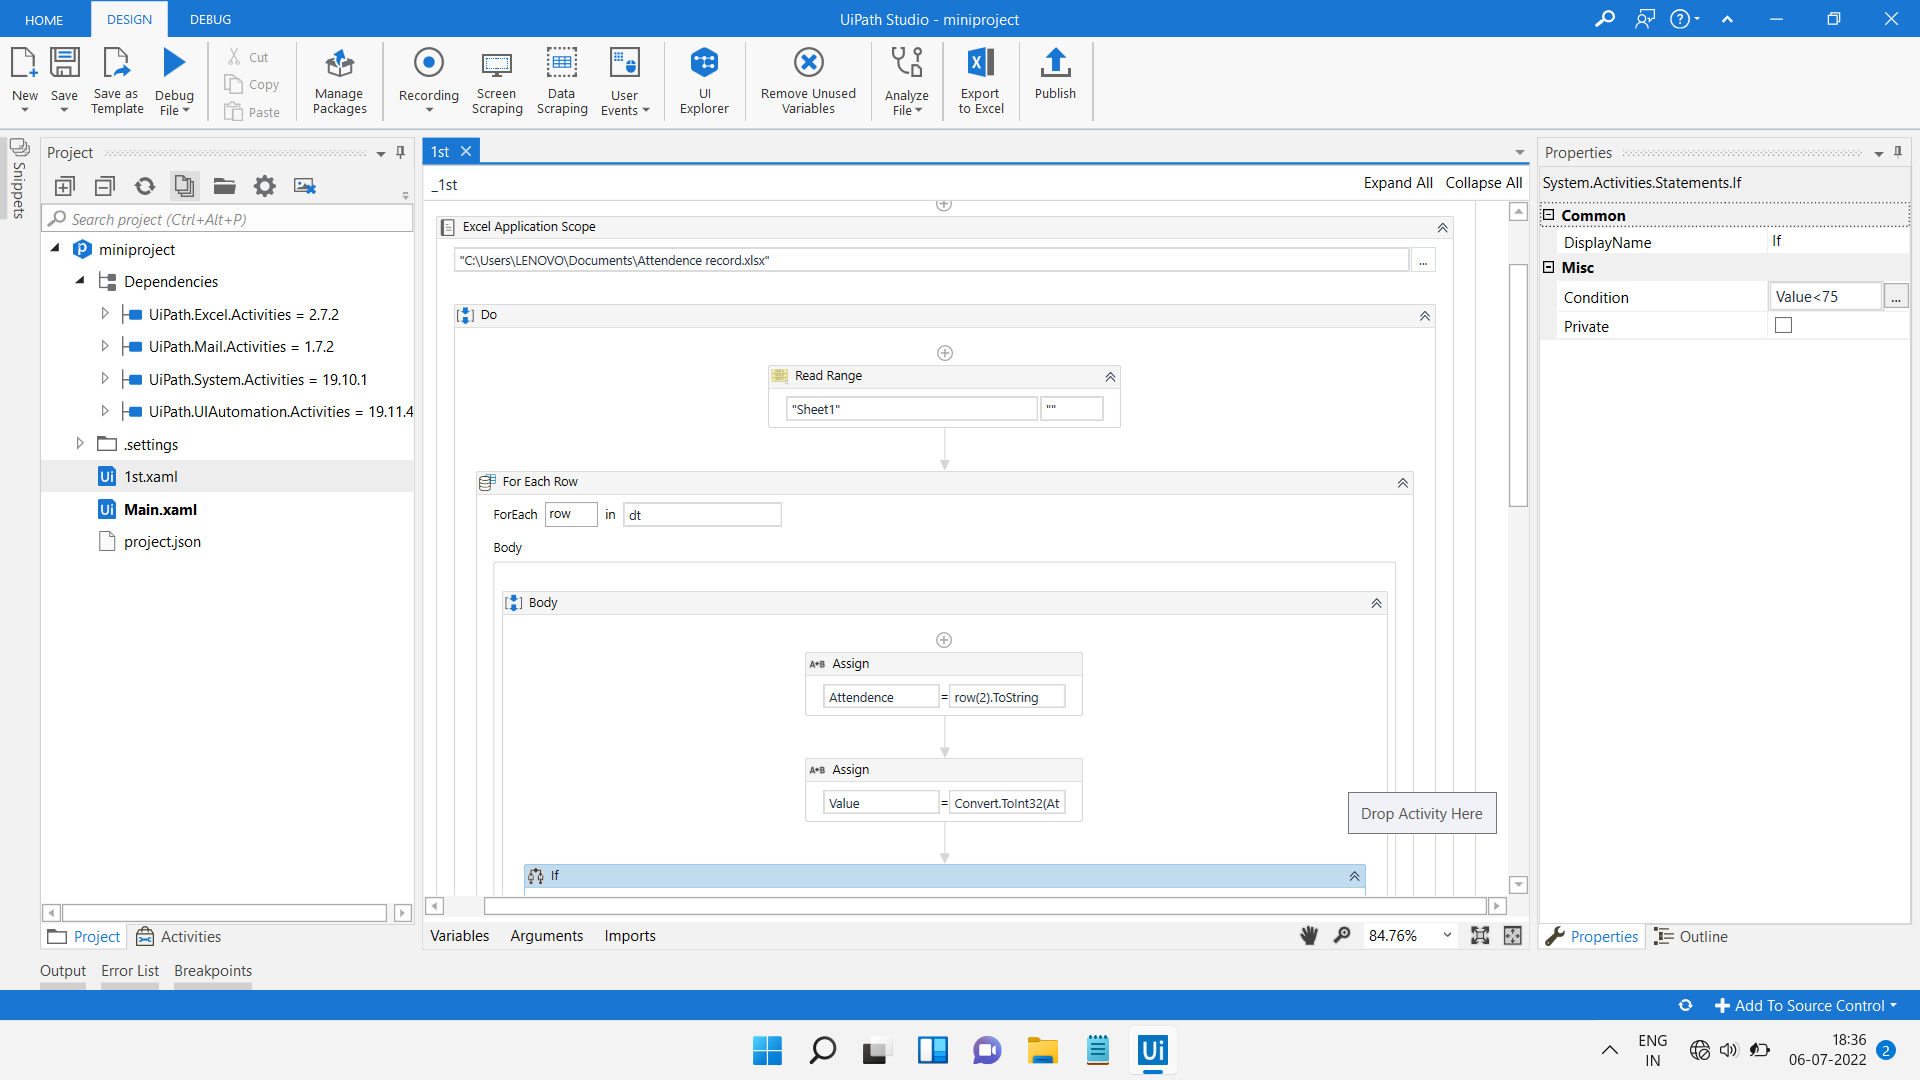 HOME DESIGN DEBUG UiPath Studio - miniproject
New Save Save as Template Debug File Cut Copy Paste Manage Packages Recording Screen Scraping Data Scraping User Events UI Explorer Remove Unused Variables Analyze File Export to Excel Publish
Snippets
Project
Search project (Ctrl+Alt+P)
miniproject
Dependencies
UiPath.Excel.Activities = 2.7.2
UiPath.Mail.Activities = 1.7.2
UiPath.System.Activities = 19.10.1
UiPath.UIAutomation.Activities = 19.11.4
.settings
Ui 1st.xaml
Ui Main.xaml
project.json
Project Activities
1st
_1st Expand All Collapse All
Excel Application Scope
"C:\Users\LENOVO\Documents\Attendence record.xlsx" ...
Do
Read Range
"Sheet1" ""
For Each Row
ForEach row in dt
Body
Body
A+B Assign
Attendence = row(2).ToString
A+B Assign
Value = Convert.ToInt32(At
Drop Activity Here
If
Variables Arguments Imports 84.76%
Properties
System.Activities.Statements.If
Common
DisplayName If
Misc
Condition Value<75 ...
Private
Properties Outline
Output Error List Breakpoints
Add To Source Control
Ui
ENG
IN
18:36
06-07-2022
2